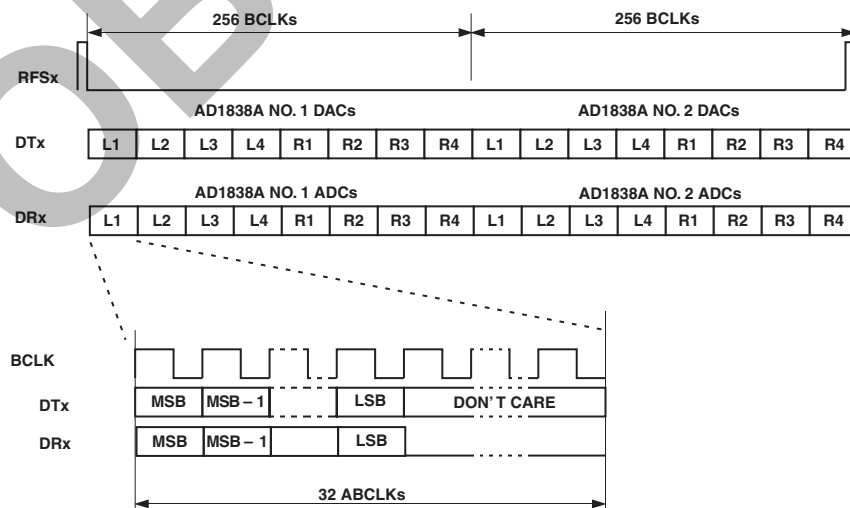 256 BCLKs 256 BCLKs
RFSx
AD1838A NO. 1 DACs AD1838A NO. 2 DACs
DTx L1 L2 L3 L4 R1 R2 R3 R4 L1 L2 L3 L4 R1 R2 R3 R4
AD1838A NO. 1 ADCs AD1838A NO. 2 ADCs
DRx L1 L2 L3 L4 R1 R2 R3 R4 L1 L2 L3 L4 R1 R2 R3 R4
BCLK
DTx MSB MSB – 1 LSB DON'T CARE
DRx MSB MSB – 1 LSB
32 ABCLKs